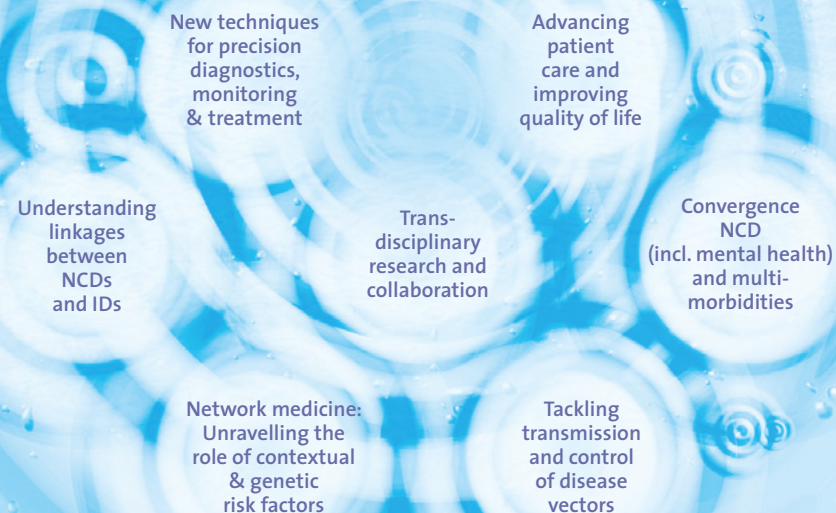 New techniques
for precision
diagnostics,
monitoring
& treatment
Advancing
patient
care and
improving
quality of life
Understanding
linkages
between
NCDs
and IDs
Trans-
disciplinary
research and
collaboration
Convergence
NCD
(incl. mental health)
and multi-
morbidities
Network medicine:
Unravelling the
role of contextual
& genetic
risk factors
Tackling
transmission
and control
of disease
vectors